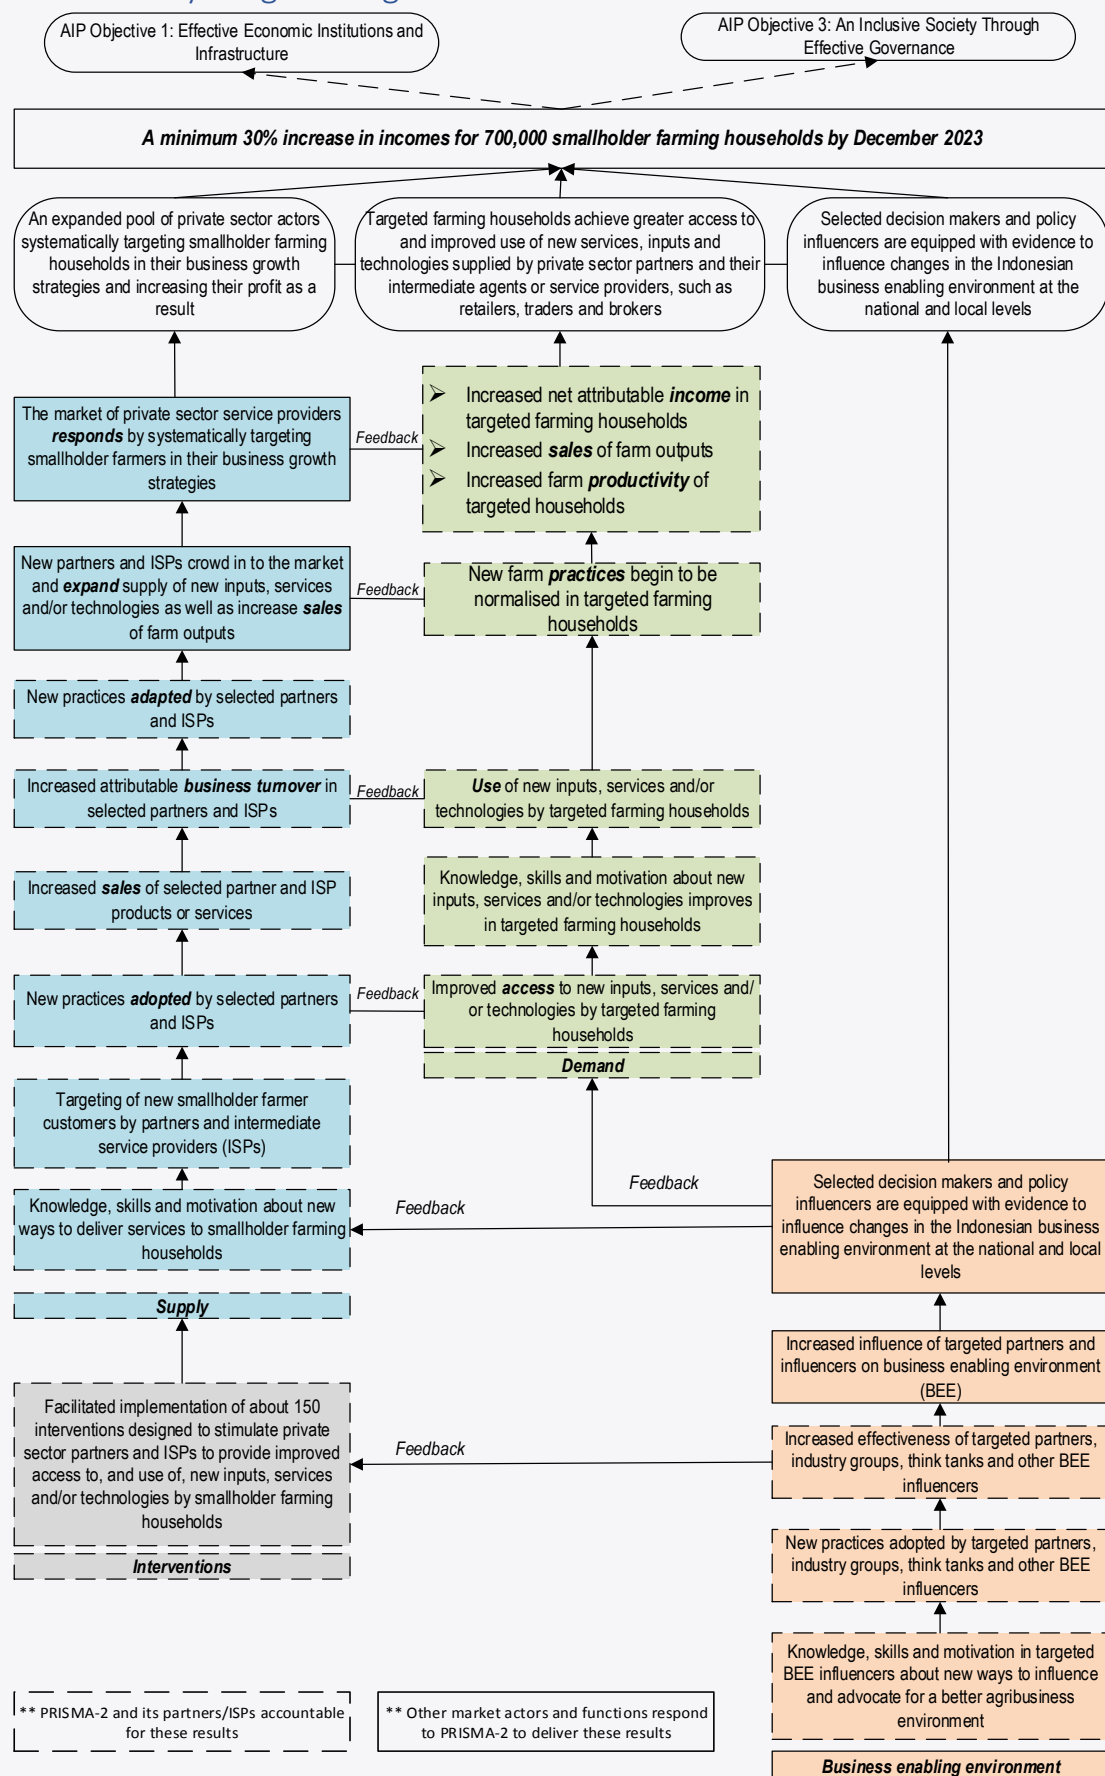 AIP Objective 1: Effective Economic Institutions and
Infrastructure
AIP Objective 3: An Inclusive Society Through
Effective Governance
A minimum 30% increase in incomes for 700,000 smallholder farming households by December 2023
An expanded pool of private sector actors
systematically targeting smallholder farming
households in their business growth
strategies and increasing their profit as a
result
Targeted farming households achieve greater access to
and improved use of new services, inputs and
technologies supplied by private sector partners and their
intermediate agents or service providers, such as
retailers, traders and brokers
Selected decision makers and policy
influencers are equipped with evidence to
influence changes in the Indonesian
business enabling environment at the
national and local levels
The market of private sector service providers
responds by systematically targeting
smallholder farmers in their business growth
strategies
Feedback
➢ Increased net attributable income in
targeted farming households
➢ Increased sales of farm outputs
➢ Increased farm productivity of
targeted households
New partners and ISPs crowd in to the market
and expand supply of new inputs, services
and/or technologies as well as increase sales
of farm outputs
Feedback
New farm practices begin to be
normalised in targeted farming
households
New practices adapted by selected partners
and ISPs
Increased attributable business turnover in
selected partners and ISPs
Feedback
Use of new inputs, services and/or
technologies by targeted farming households
Increased sales of selected partner and ISP
products or services
Knowledge, skills and motivation about new
inputs, services and/or technologies improves
in targeted farming households
New practices adopted by selected partners
and ISPs
Feedback
Improved access to new inputs, services and/
or technologies by targeted farming
households
Demand
Targeting of new smallholder farmer
customers by partners and intermediate
service providers (ISPs)
Knowledge, skills and motivation about new
ways to deliver services to smallholder farming
households
Feedback
Feedback
Selected decision makers and policy
influencers are equipped with evidence to
influence changes in the Indonesian business
enabling environment at the national and local
levels
Supply
Increased influence of targeted partners and
influencers on business enabling environment
(BEE)
Facilitated implementation of about 150
interventions designed to stimulate private
sector partners and ISPs to provide improved
access to, and use of, new inputs, services
and/or technologies by smallholder farming
households
Feedback
Increased effectiveness of targeted partners,
industry groups, think tanks and other BEE
influencers
Interventions
New practices adopted by targeted partners,
industry groups, think tanks and other BEE
influencers
Knowledge, skills and motivation in targeted
BEE influencers about new ways to influence
and advocate for a better agribusiness
environment
** PRISMA-2 and its partners/ISPs accountable
for these results
** Other market actors and functions respond
to PRISMA-2 to deliver these results
Business enabling environment